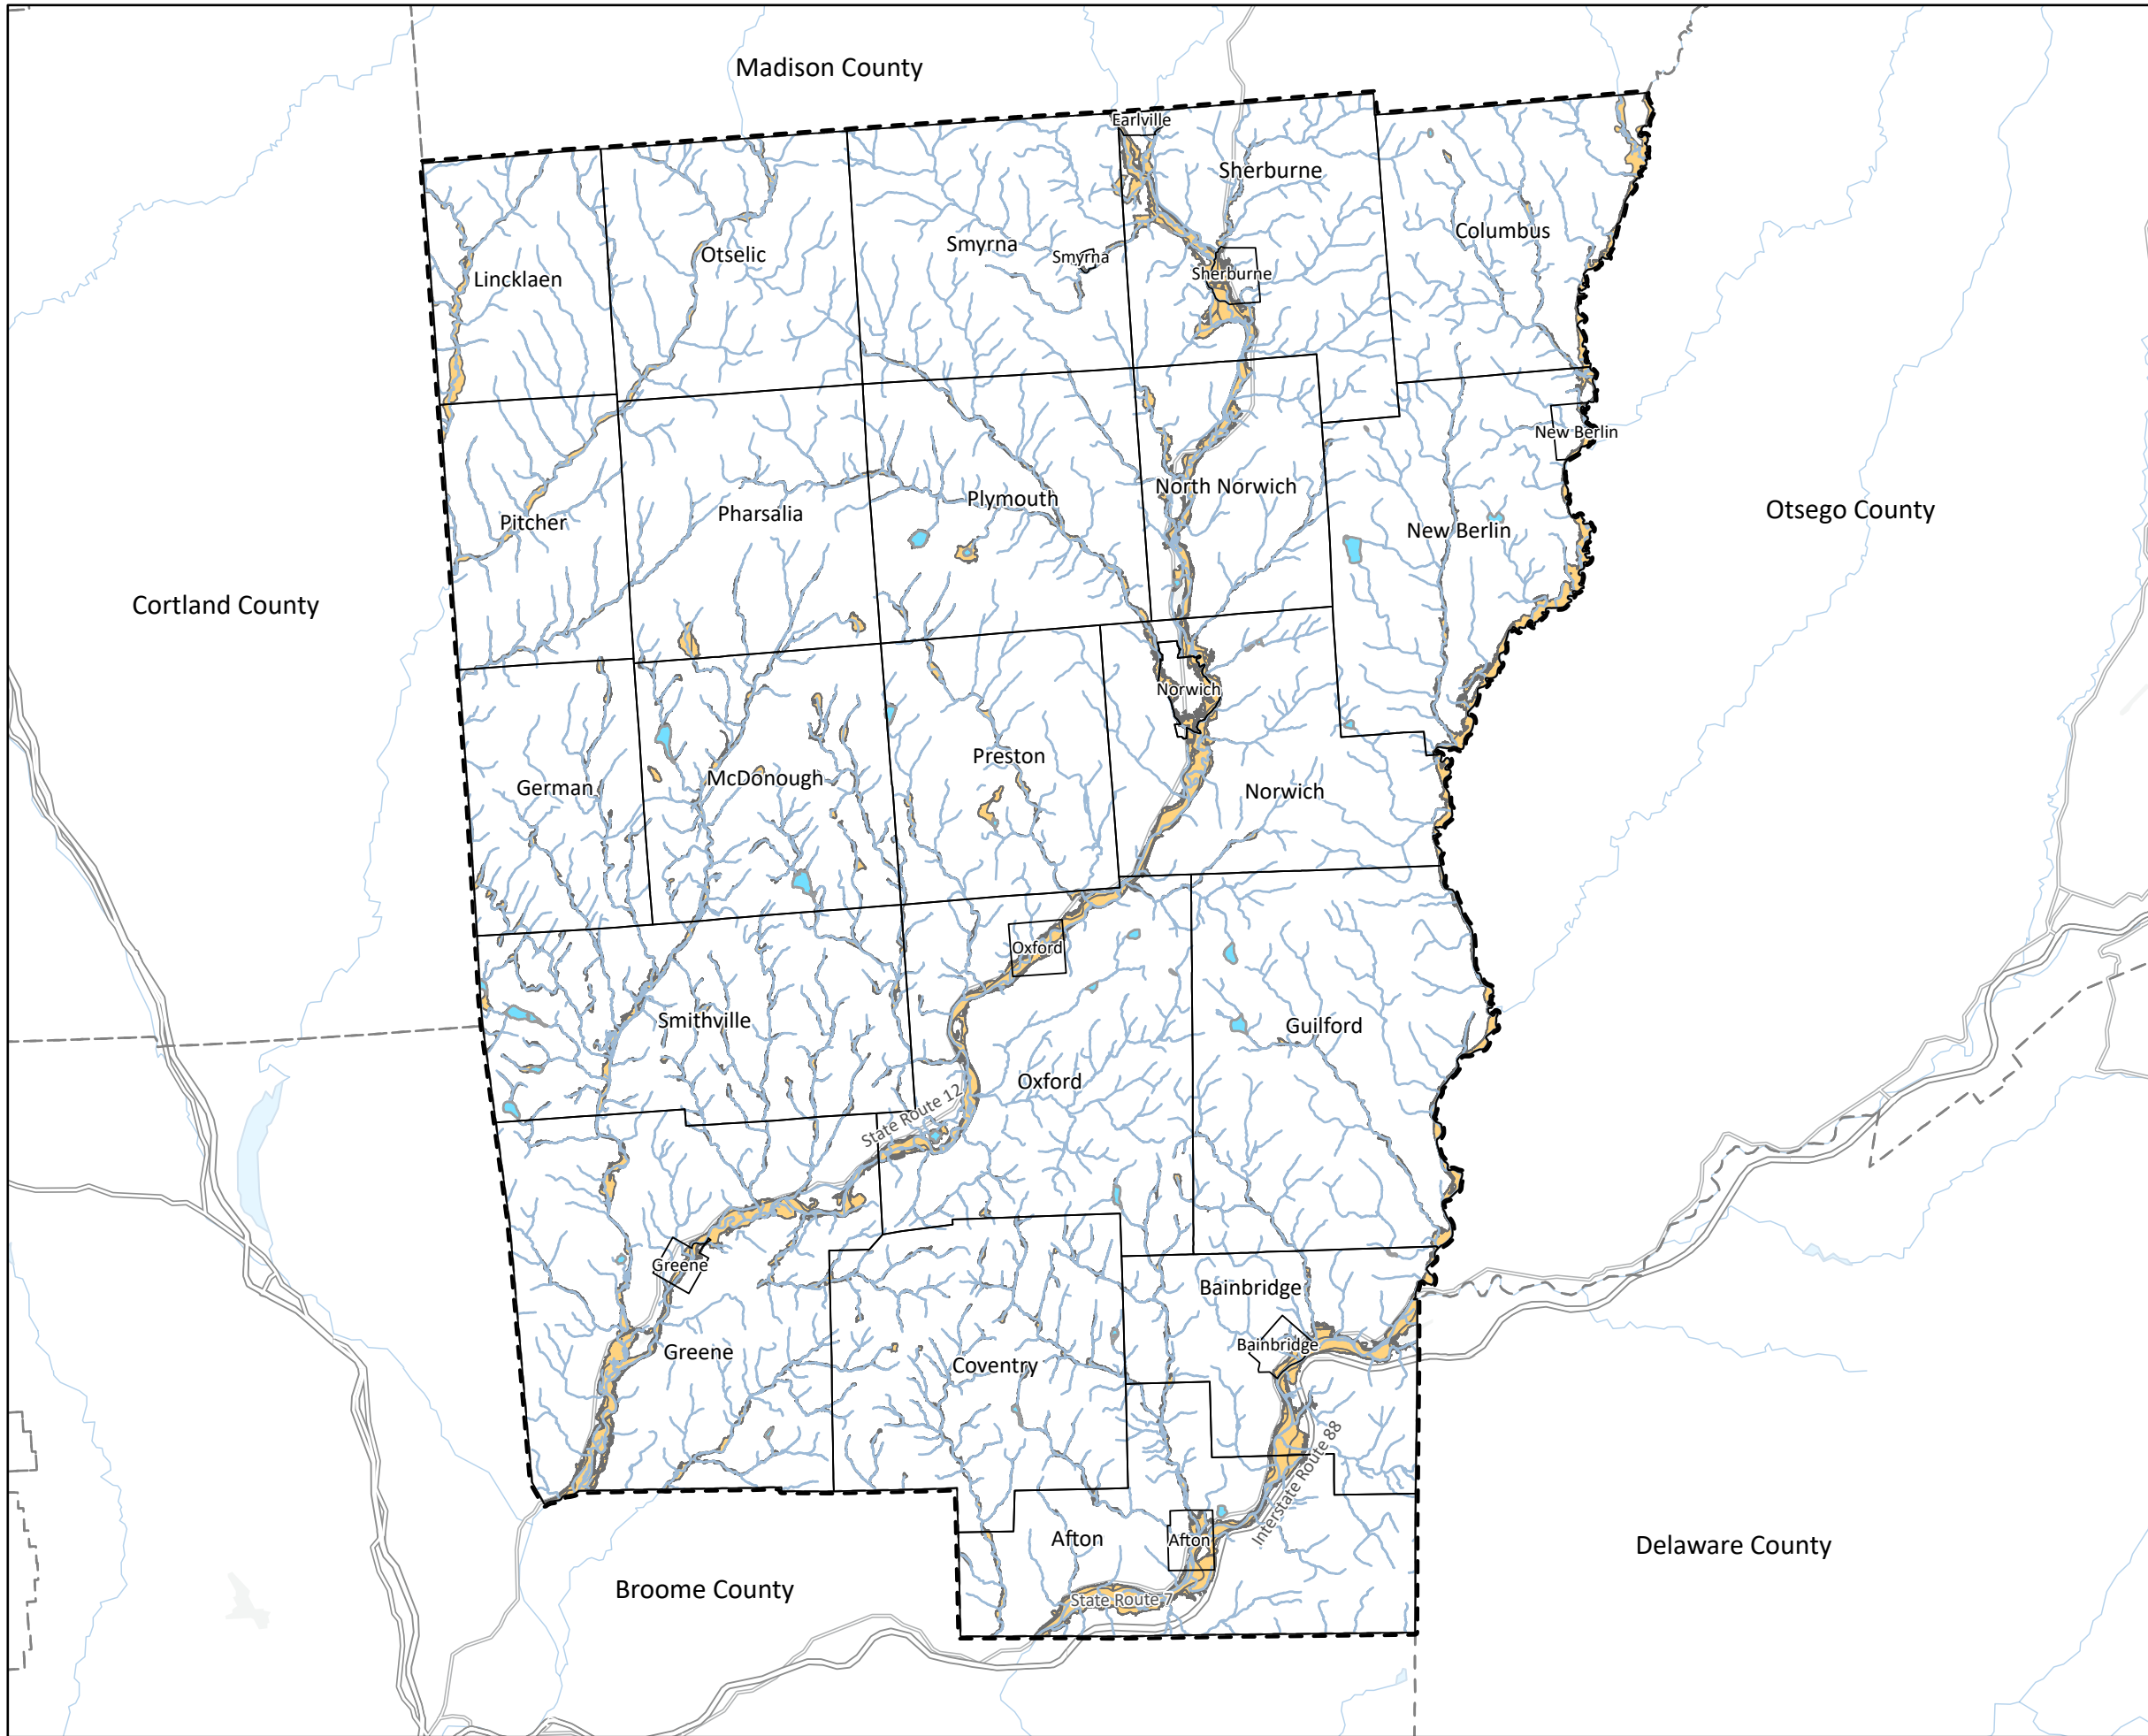 Madison County
Earlville
Sherburne
Columbus
Smyrna
Otselic
Smyrna
Sherburne
Lincklaen
New Berlin
North Norwich
Plymouth
Otsego County
Pharsalia
Pitcher
New Berlin
Cortland County
Norwich
Preston
McDonough
German
Norwich
Oxford
Smithville
Guilford
Oxford
State Route 12
Greene
Bainbridge
Bainbridge
Greene
Coventry
Interstate Route 88
Afton
Afton
Delaware County
Broome County
State Route 7